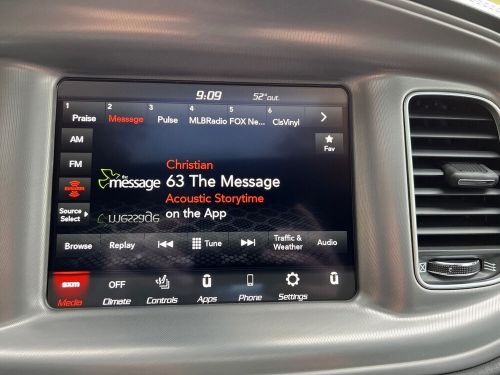 9:09 52°out
1 2 3 4 5 6
Praise Message Pulse MLBRadio FOX Ne... ClsVinyl
AM
FM
Source
Select
Fav
the
message
Christian
63 The Message
Acoustic Storytime
on the App
Browse Replay Tune Traffic &
Weather Audio
sxm OFF
Media Climate Controls Apps Phone Settings